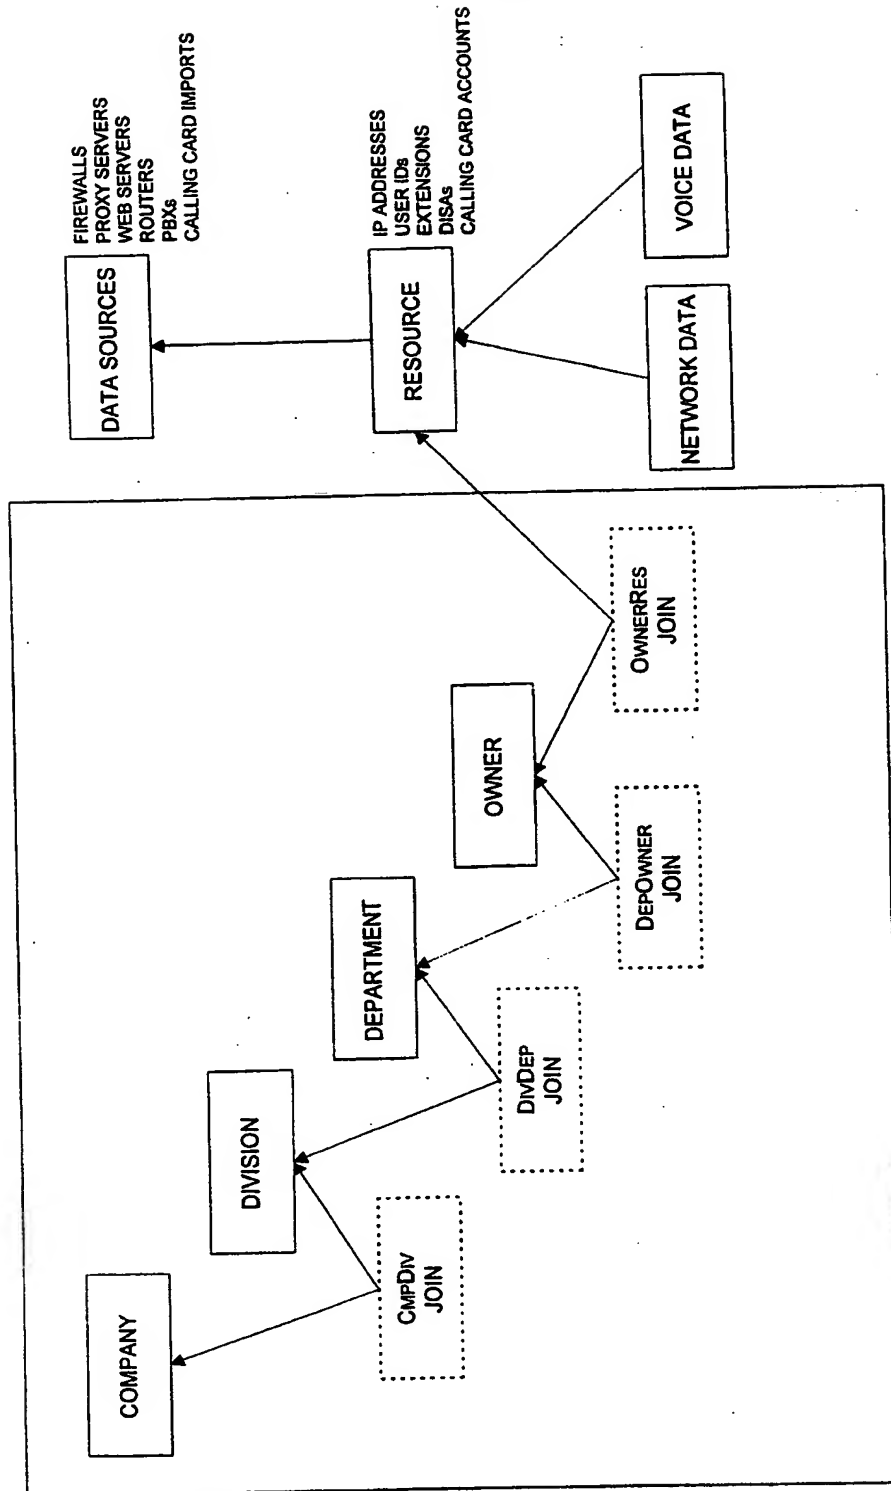 COMPANY
DIVISION
DEPARTMENT
OWNER
CMPDIV
JOIN
DIVDEP
JOIN
DEPOWNER
JOIN
OWNERRES
JOIN
DATA SOURCES
FIREWALLS
PROXY SERVERS
WEB SERVERS
ROUTERS
PBXs
CALLING CARD IMPORTS
RESOURCE
IP ADDRESSES
USER IDs
EXTENSIONS
DISAs
CALLING CARD ACCOUNTS
NETWORK DATA
VOICE DATA